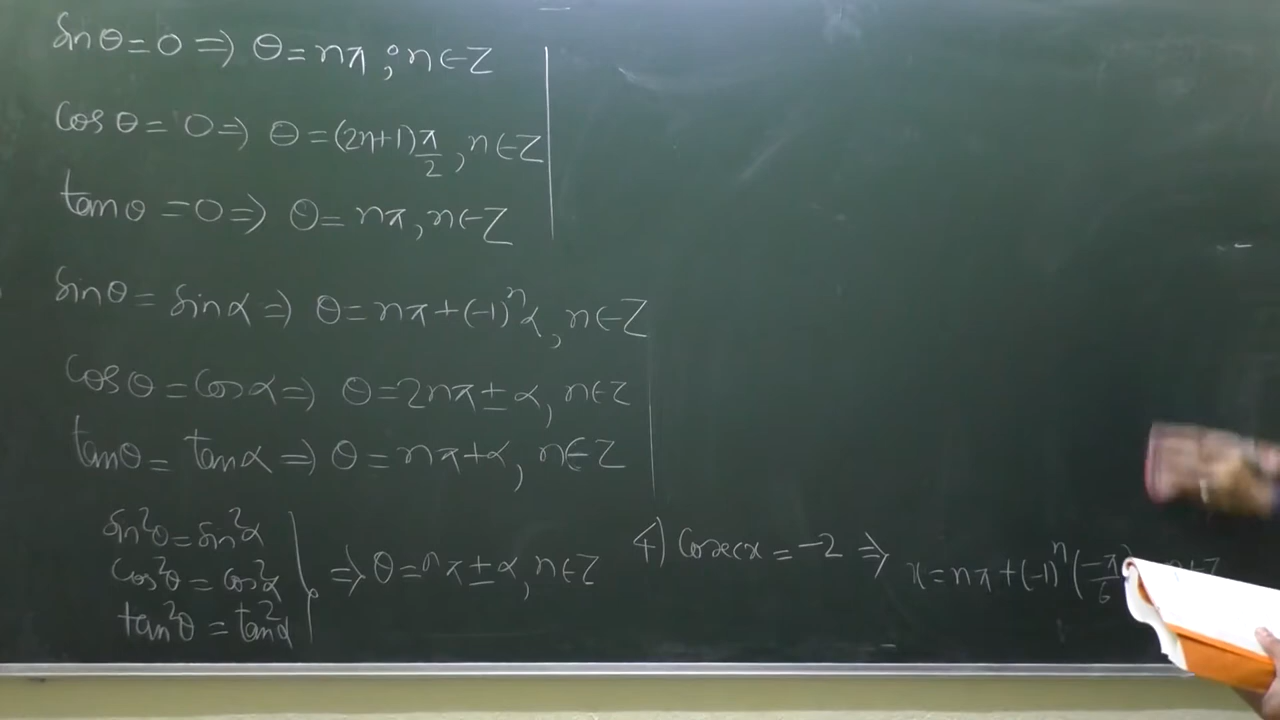 sinθ = 0 ⇒ θ = nπ ; n ∈ Z
cosθ = 0 ⇒ θ = (2n+1)π/2, n ∈ Z
tanθ = 0 ⇒ θ = nπ, n ∈ Z
sinθ = sinα ⇒ θ = nπ + (-1)ⁿα, n ∈ Z
cosθ = cosα ⇒ θ = 2nπ ± α, n ∈ Z
tanθ = tanα ⇒ θ = nπ + α, n ∈ Z
sin²θ = sin²α
cos²θ = cos²α
tan²θ = tan²α
⇒ θ = nπ ± α, n ∈ Z
4) Cosecx = -2 ⇒ x = nπ + (-1)ⁿ(-π/6) n ∈ Z